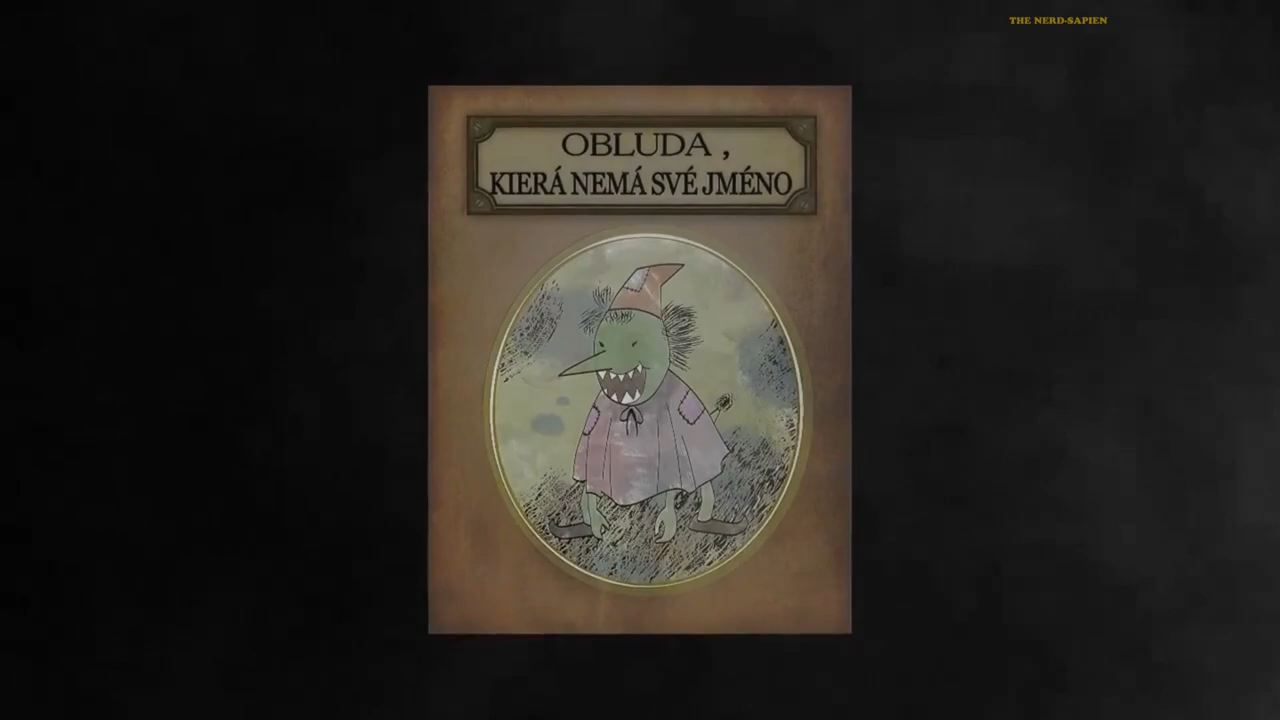 THE NERD-SAPIEN
OBLUDA ,
KIERÁ NEMÁ SVÉ JMÉNO